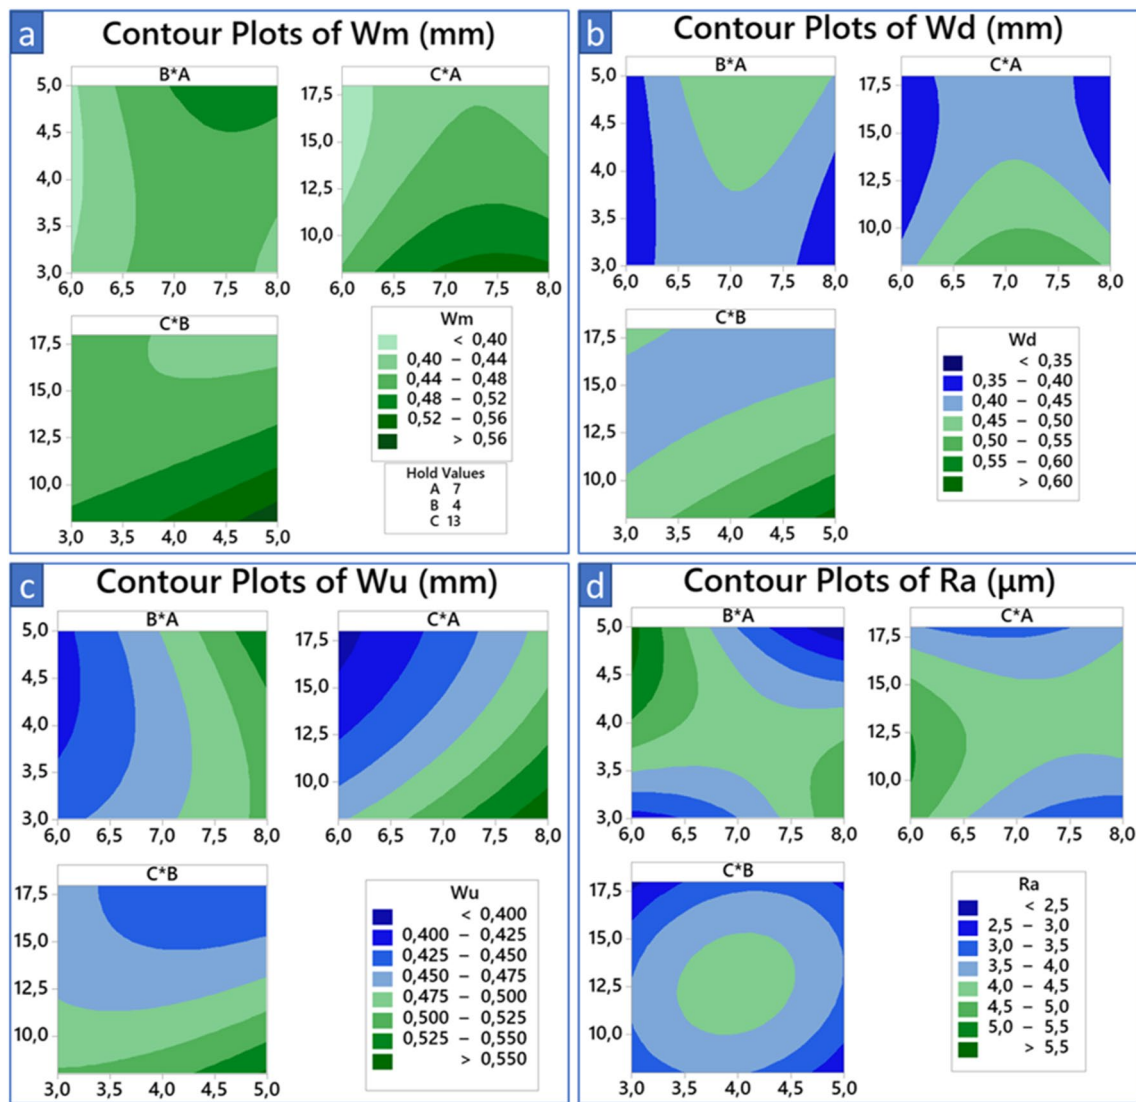 a
Contour Plots of Wm (mm)
B*A
5,0
4,5
4,0
3,5
3,0
6,0 6,5 7,0 7,5 8,0
C*A
17,5
15,0
12,5
10,0
6,0 6,5 7,0 7,5 8,0
C*B
17,5
15,0
12,5
10,0
3,0 3,5 4,0 4,5 5,0
Wm
< 0,40
0,40 – 0,44
0,44 – 0,48
0,48 – 0,52
0,52 – 0,56
> 0,56
Hold Values
A 7
B 4
C 13
b
Contour Plots of Wd (mm)
B*A
5,0
4,5
4,0
3,5
3,0
6,0 6,5 7,0 7,5 8,0
C*A
17,5
15,0
12,5
10,0
6,0 6,5 7,0 7,5 8,0
C*B
17,5
15,0
12,5
10,0
3,0 3,5 4,0 4,5 5,0
Wd
< 0,35
0,35 – 0,40
0,40 – 0,45
0,45 – 0,50
0,50 – 0,55
0,55 – 0,60
> 0,60
c
Contour Plots of Wu (mm)
B*A
5,0
4,5
4,0
3,5
3,0
6,0 6,5 7,0 7,5 8,0
C*A
17,5
15,0
12,5
10,0
6,0 6,5 7,0 7,5 8,0
C*B
17,5
15,0
12,5
10,0
3,0 3,5 4,0 4,5 5,0
Wu
< 0,400
0,400 – 0,425
0,425 – 0,450
0,450 – 0,475
0,475 – 0,500
0,500 – 0,525
0,525 – 0,550
> 0,550
d
Contour Plots of Ra (µm)
B*A
5,0
4,5
4,0
3,5
3,0
6,0 6,5 7,0 7,5 8,0
C*A
17,5
15,0
12,5
10,0
6,0 6,5 7,0 7,5 8,0
C*B
17,5
15,0
12,5
10,0
3,0 3,5 4,0 4,5 5,0
Ra
< 2,5
2,5 – 3,0
3,0 – 3,5
3,5 – 4,0
4,0 – 4,5
4,5 – 5,0
5,0 – 5,5
> 5,5